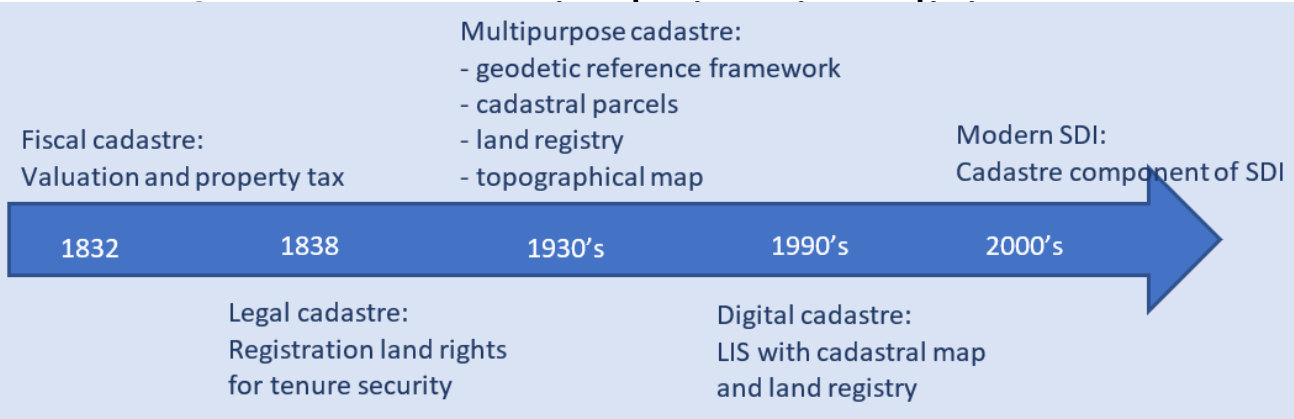 Multipurpose cadastre:
- geodetic reference framework
- cadastral parcels
- land registry
- topographical map
Fiscal cadastre:
Valuation and property tax
Modern SDI:
Cadastre component of SDI
1832 1838 1930's 1990's 2000's
Legal cadastre:
Registration land rights
for tenure security
Digital cadastre:
LIS with cadastral map
and land registry